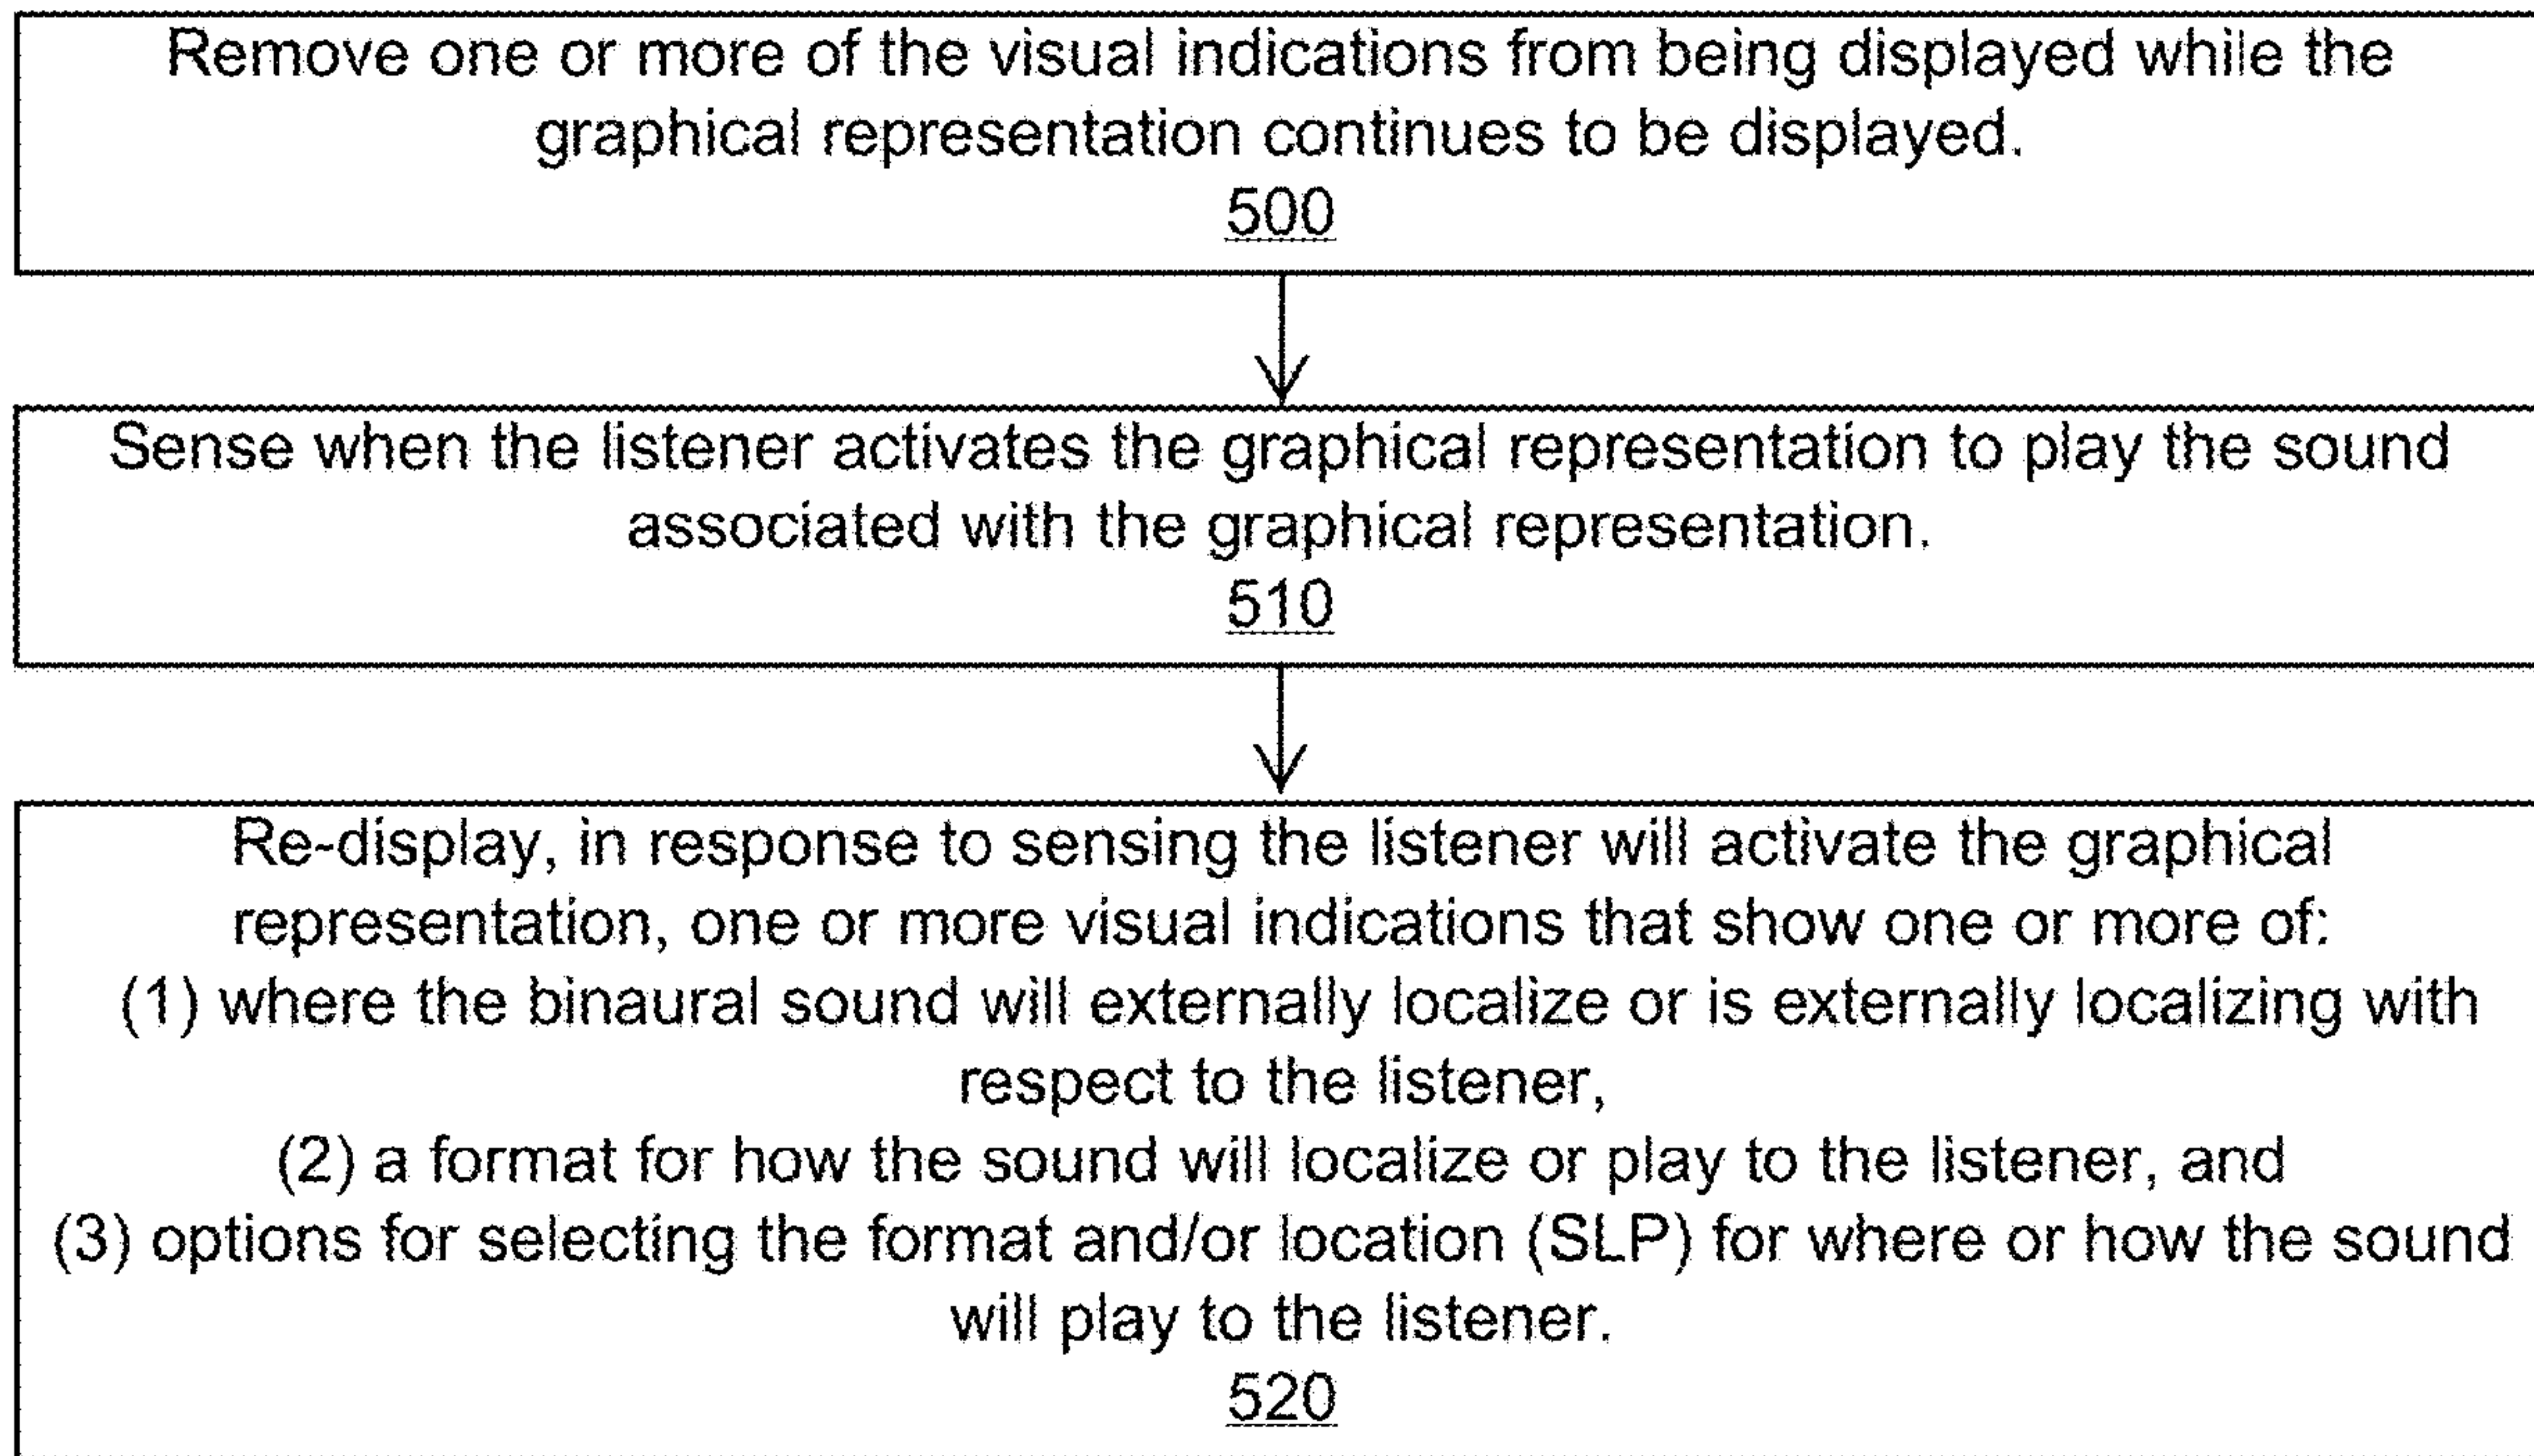 Remove one or more of the visual indications from being displayed while the
graphical representation continues to be displayed.
500
Sense when the listener activates the graphical representation to play the sound
associated with the graphical representation.
510
Re-display, in response to sensing the listener will activate the graphical
representation, one or more visual indications that show one or more of:
(1) where the binaural sound will externally localize or is externally localizing with
respect to the listener,
(2) a format for how the sound will localize or play to the listener, and
(3) options for selecting the format and/or location (SLP) for where or how the sound
will play to the listener.
520